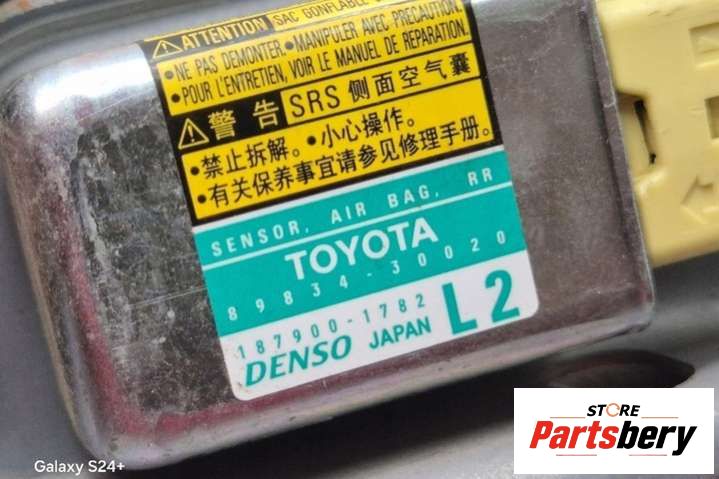 ATTENTION SAC GONFLABLE
•NE PAS DEMONTER.•MANIPULER AVEC PRECAUTION.
•POUR L'ENTRETIEN, VOIR LE MANUEL DE REPARATION.
警告 SRS 侧面空气囊
•禁止拆解。•小心操作。
•有关保养事宜请参见修理手册.
SENSOR, AIR BAG, RR
TOYOTA
89834-30020
187900-1782
DENSO JAPAN L2
STORE
Partsbery
Galaxy S24+